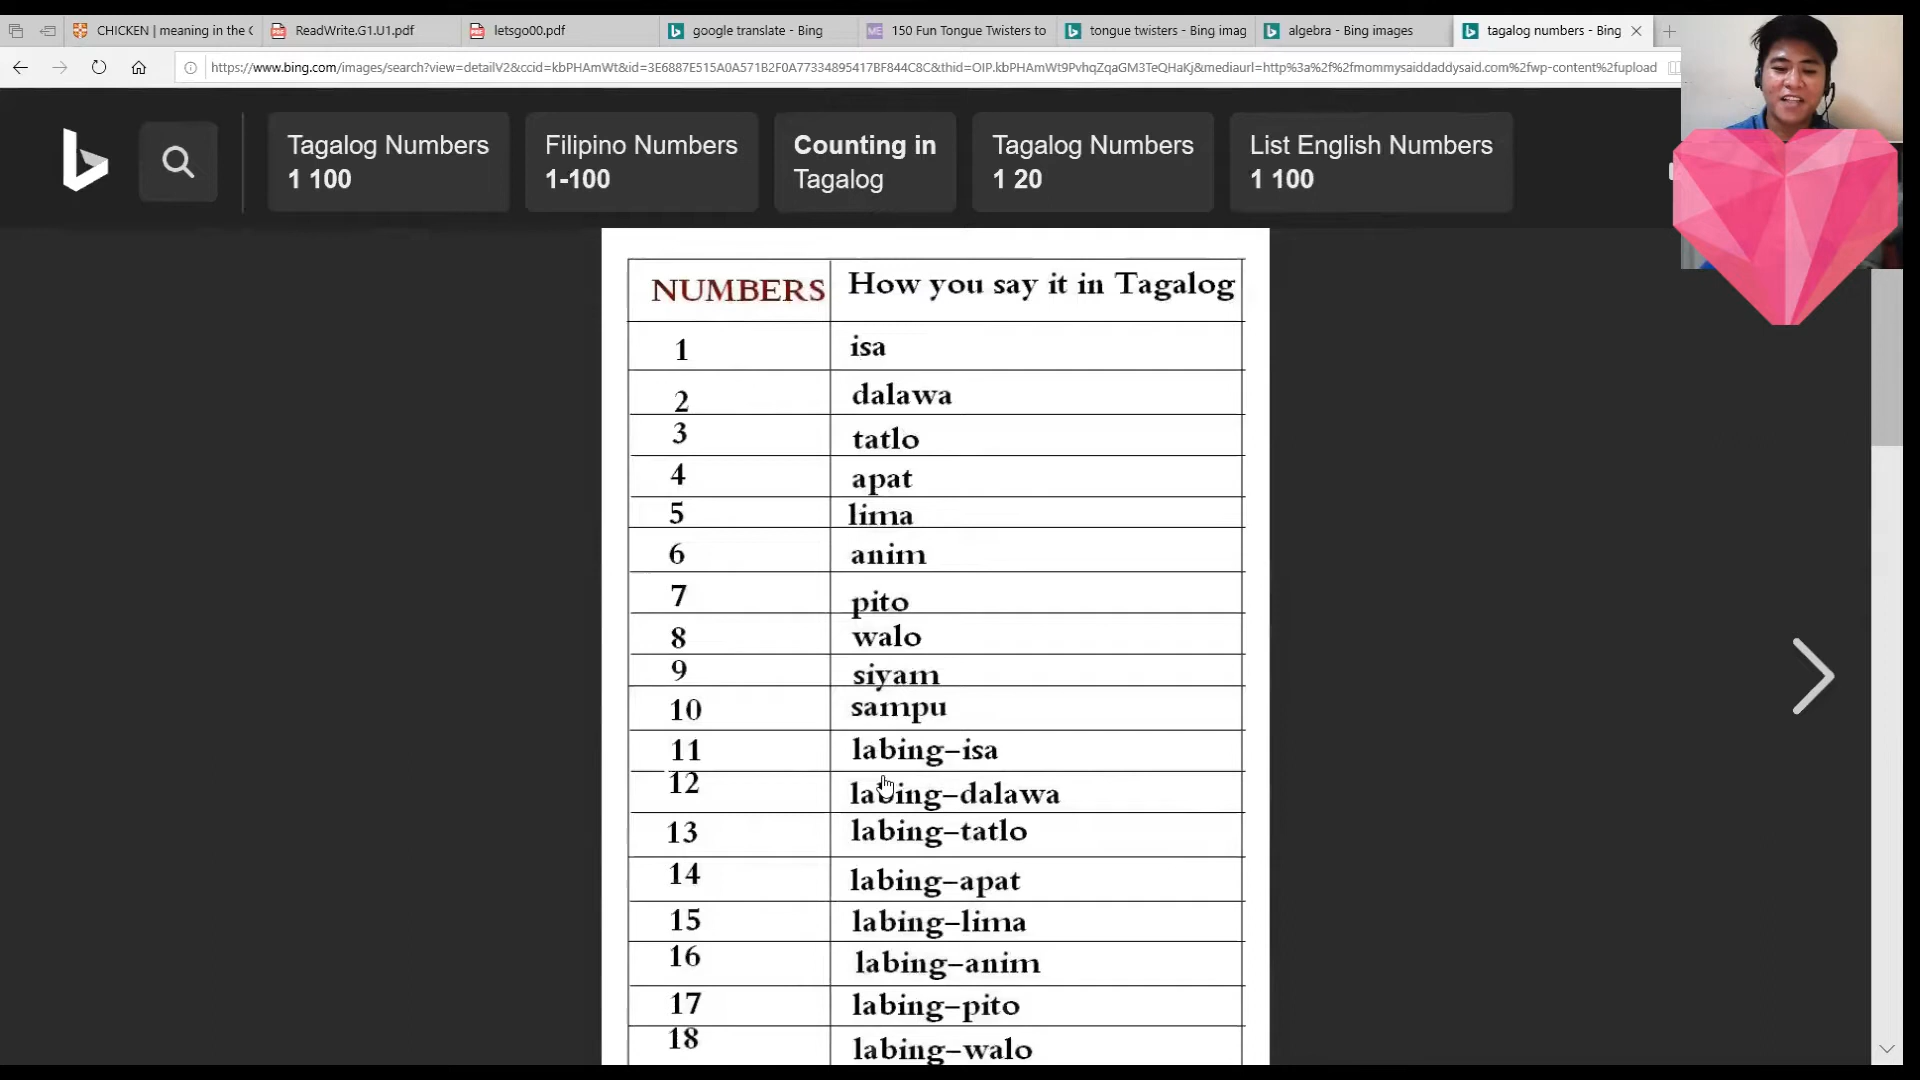 CHICKEN | meaning in the C
ReadWrite.G1.U1.pdf
letsgo00.pdf
google translate - Bing
150 Fun Tongue Twisters to
tongue twisters - Bing imag
algebra - Bing images
tagalog numbers - Bing
https://www.bing.com/images/search?view=detailV2&ccid=kbPHAmWt&id=3E6887E515A0A571B2F0A77334895417BF844C8C&thid=OIP.kbPHAmWt9PvhqZqaGM3TeQHaKj&mediaurl=http%3a%2f%2fmommysaiddaddysaid.com%2fwp-content%2fupload
Tagalog Numbers
1 100
Filipino Numbers
1-100
Counting in
Tagalog
Tagalog Numbers
1 20
List English Numbers
1 100
NUMBERS How you say it in Tagalog
1 isa
2 dalawa
3 tatlo
4 apat
5 lima
6 anim
7 pito
8 walo
9 siyam
10 sampu
11 labing-isa
12 labing-dalawa
13 labing-tatlo
14 labing-apat
15 labing-lima
16 labing-anim
17 labing-pito
18 labing-walo